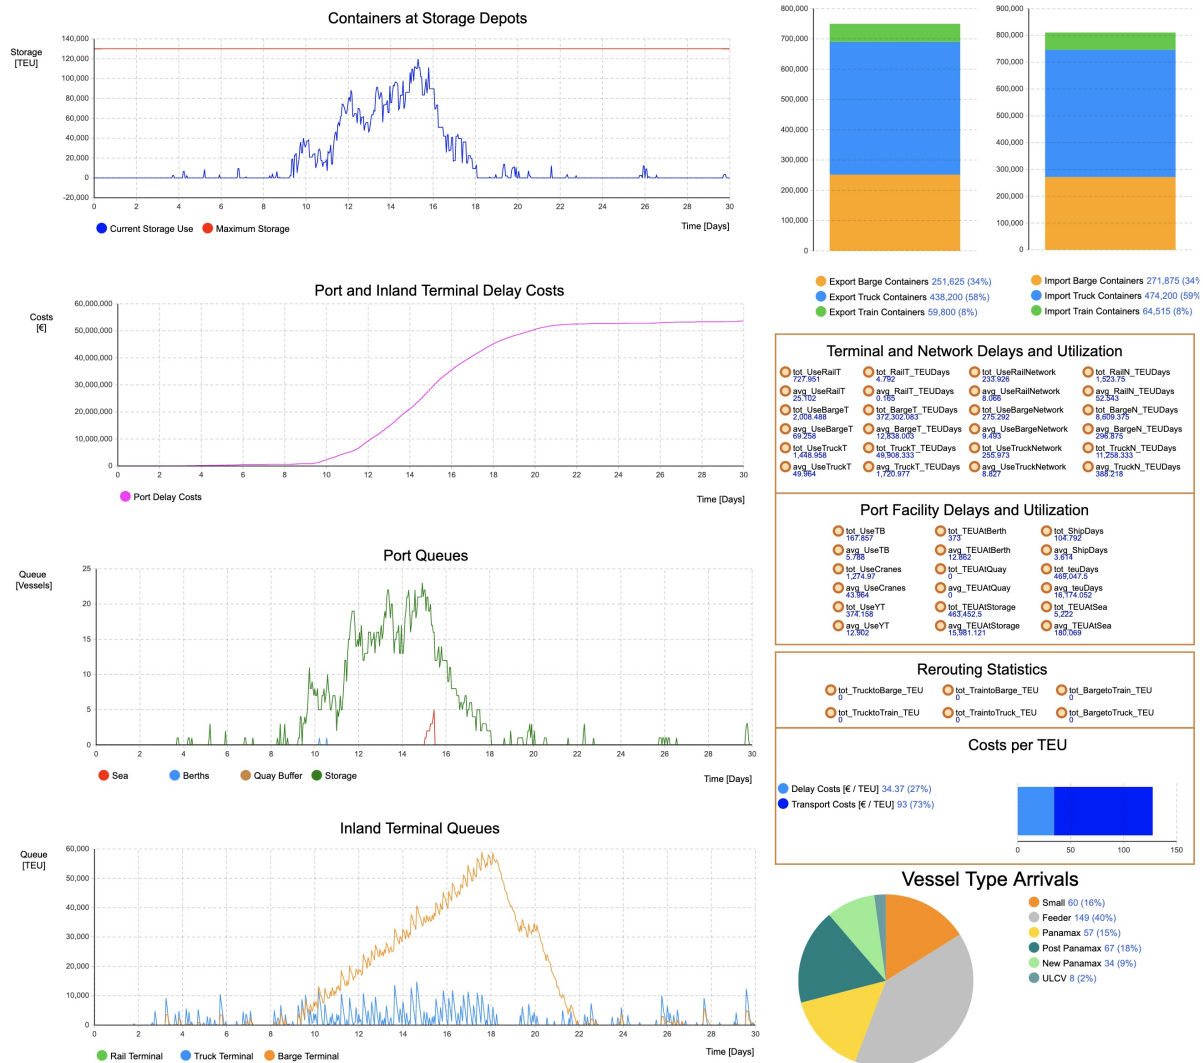 Containers at Storage Depots
Storage
[TEU]
140,000
120,000
100,000
80,000
60,000
40,000
20,000
0
-20,000
0 2 4 6 8 10 12 14 16 18 20 22 24 26 28 30
Current Storage Use Maximum Storage
Time [Days]
Port and Inland Terminal Delay Costs
Costs
[€]
60,000,000
50,000,000
40,000,000
30,000,000
20,000,000
10,000,000
0
0 2 4 6 8 10 12 14 16 18 20 22 24 26 28 30
Port Delay Costs
Time [Days]
Port Queues
Queue
[Vessels]
25
20
15
10
5
0
0 2 4 6 8 10 12 14 16 18 20 22 24 26 28 30
Sea Berths Quay Buffer Storage
Time [Days]
Inland Terminal Queues
Queue
[TEU]
60,000
50,000
40,000
30,000
20,000
10,000
0
0 2 4 6 8 10 12 14 16 18 20 22 24 26 28 30
Rail Terminal Truck Terminal Barge Terminal
Time [Days]
800,000
700,000
600,000
500,000
400,000
300,000
200,000
100,000
0
Export Barge Containers 251,625 (34%)
Export Truck Containers 438,200 (58%)
Export Train Containers 59,800 (8%)
900,000
800,000
700,000
600,000
500,000
400,000
300,000
200,000
100,000
0
Import Barge Containers 271,875 (34%
Import Truck Containers 474,200 (59%
Import Train Containers 64,515 (8%)
Terminal and Network Delays and Utilization
tot_UseRailT tot_RailT_TEUDays tot_UseRailNetwork tot_RailN_TEUDays
727.951 4.792 233.926 1,523.75
avg_UseRailT avg_RailT_TEUDays avg_UseRailNetwork avg_RailN_TEUDays
25.102 0.165 8.066 52.543
tot_UseBargeT tot_BargeT_TEUDays tot_UseBargeNetwork tot_BargeN_TEUDays
2,008.488 372,302.083 275.292 8,609.375
avg_UseBargeT avg_BargeT_TEUDays avg_UseBargeNetwork avg_BargeN_TEUDays
69.258 12,838.003 9.493 296.875
tot_UseTruckT tot_TruckT_TEUDays tot_UseTruckNetwork tot_TruckN_TEUDays
1,448.958 49,908.333 255.973 11,258.333
avg_UseTruckT avg_TruckT_TEUDays avg_UseTruckNetwork avg_TruckN_TEUDays
49.964 1,720.977 8.827 388.218
Port Facility Delays and Utilization
tot_UseTB tot_TEUAtBerth tot_ShipDays
167.857 373 104.792
avg_UseTB avg_TEUAtBerth avg_ShipDays
5.788 12.862 3.614
tot_UseCranes tot_TEUAtQuay tot_teuDays
1,274.97 0 469,047.5
avg_UseCranes avg_TEUAtQuay avg_teuDays
43.964 0 16,174.052
tot_UseYT tot_TEUAtStorage tot_TEUAtSea
374.158 463,452.5 5,222
avg_UseYT avg_TEUAtStorage avg_TEUAtSea
12.902 15,981.121 180.069
Rerouting Statistics
tot_TrucktoBarge_TEU tot_TraintoBarge_TEU tot_BargetoTrain_TEU
0 0 0
tot_TrucktoTrain_TEU tot_TraintoTruck_TEU tot_BargetoTruck_TEU
0 0 0
Costs per TEU
Delay Costs [€ / TEU] 34.37 (27%)
Transport Costs [€ / TEU] 93 (73%)
0 50 100 150
Vessel Type Arrivals
Small 60 (16%)
Feeder 149 (40%)
Panamax 57 (15%)
Post Panamax 67 (18%)
New Panamax 34 (9%)
ULCV 8 (2%)